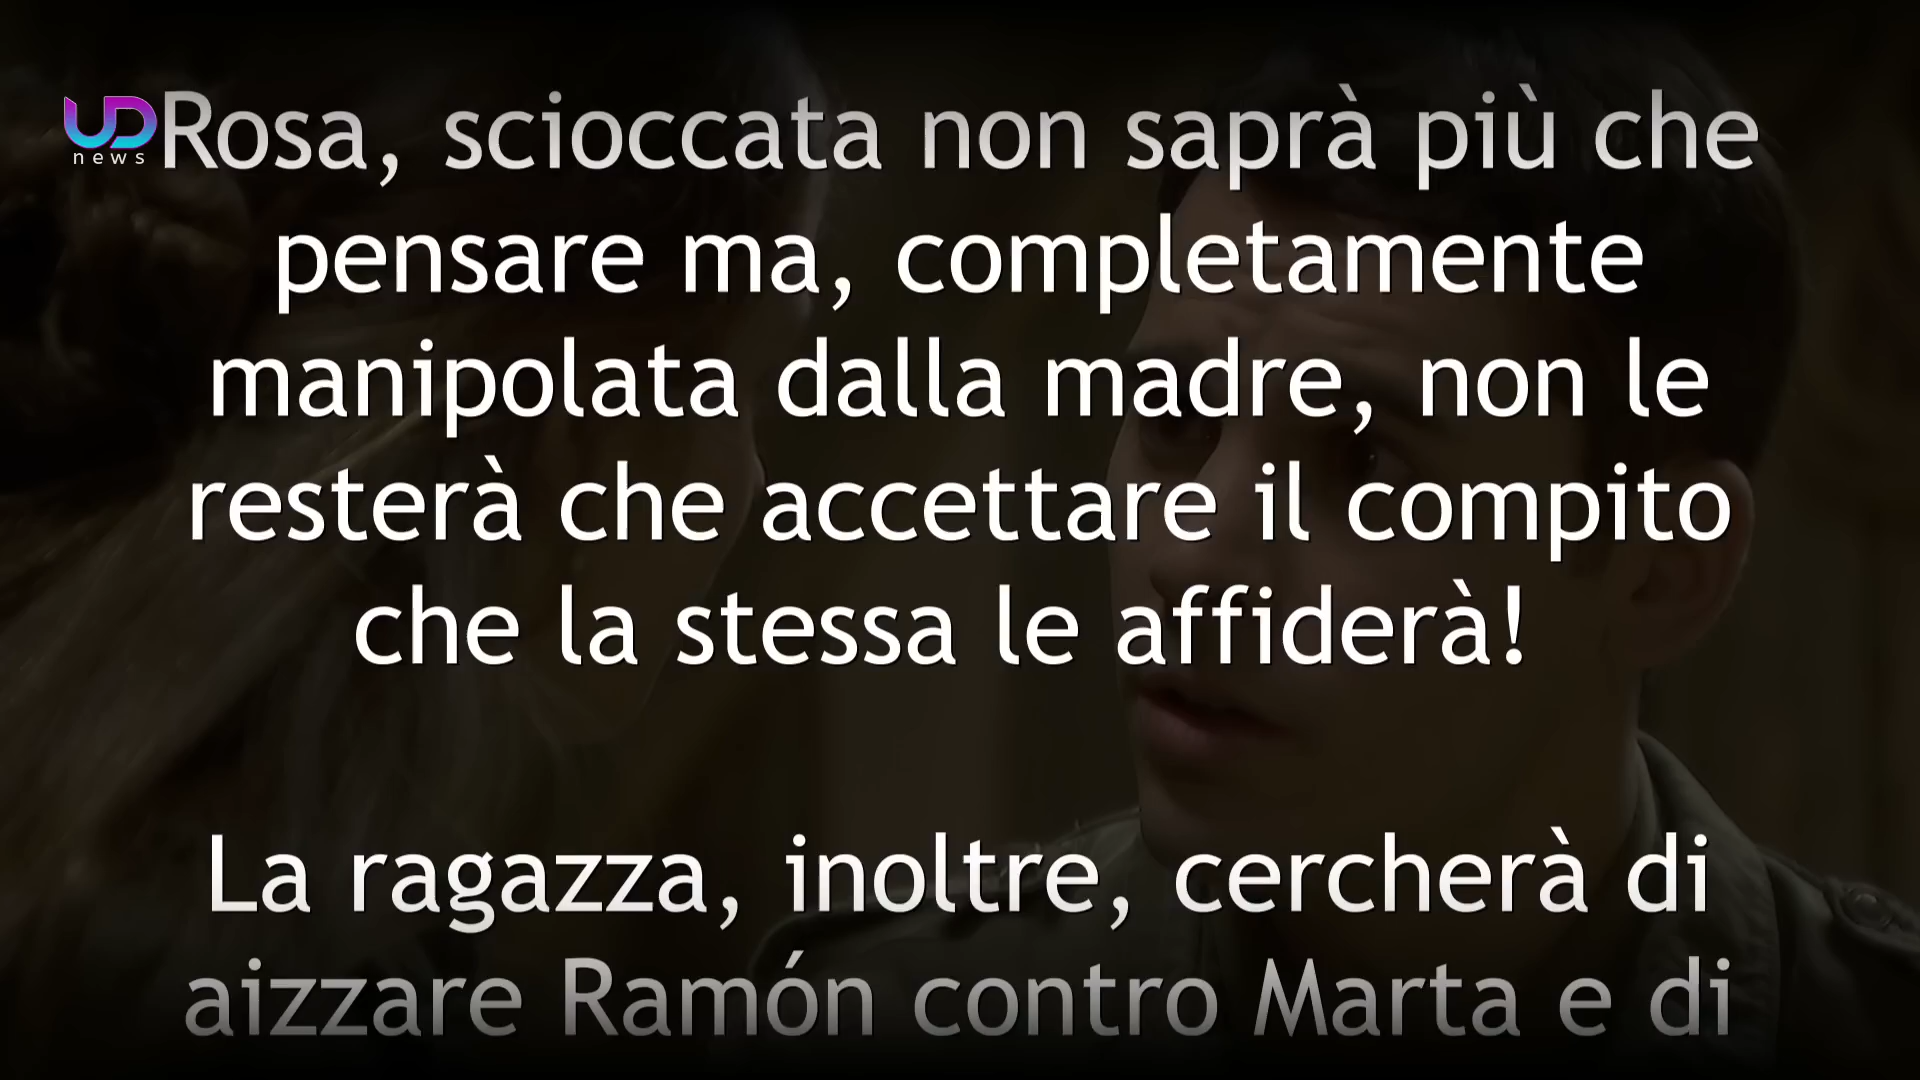 UD
news
Rosa, scioccata non saprà più che
pensare ma, completamente
manipolata dalla madre, non le
resterà che accettare il compito
che la stessa le affiderà!
La ragazza, inoltre, cercherà di
aizzare Ramón contro Marta e di